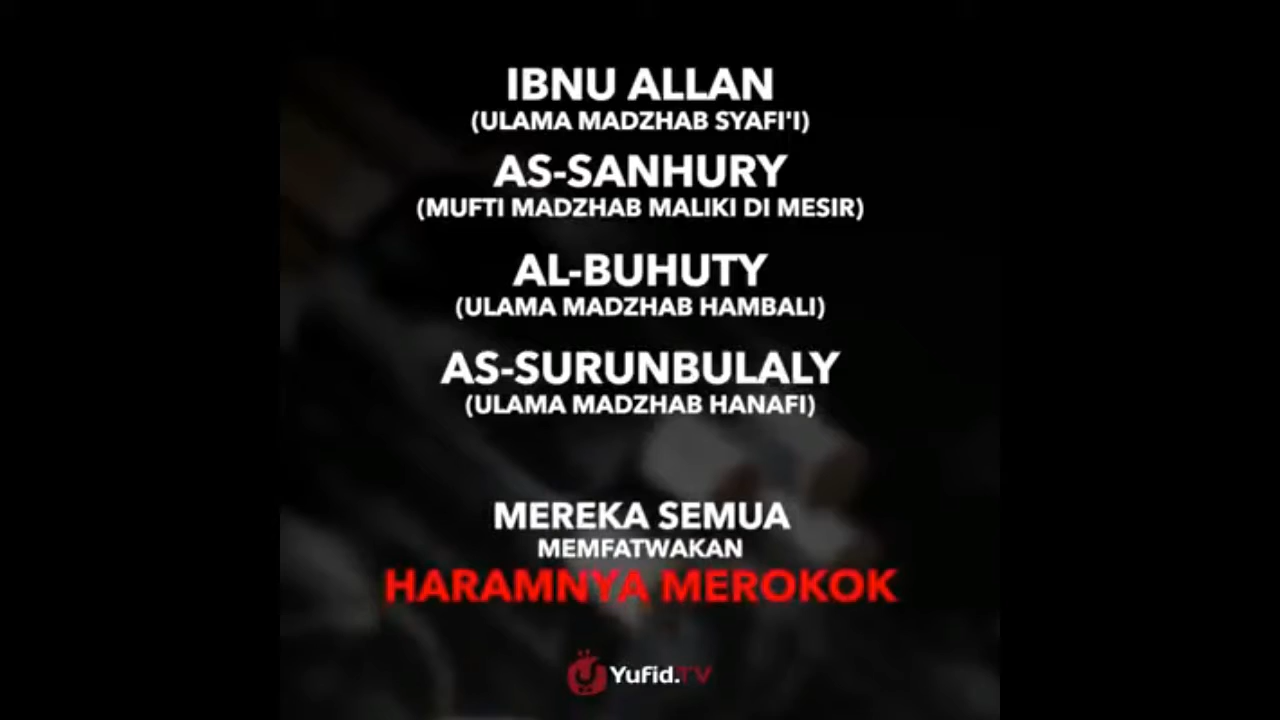 IBNU ALLAN
(ULAMA MADZHAB SYAFI'I)
AS-SANHURY
(MUFTI MADZHAB MALIKI DI MESIR)
AL-BUHUTY
(ULAMA MADZHAB HAMBALI)
AS-SURUNBULALY
(ULAMA MADZHAB HANAFI)
MEREKA SEMUA
MEMFATWAKAN
HARAMNYA MEROKOK
Yufid.TV